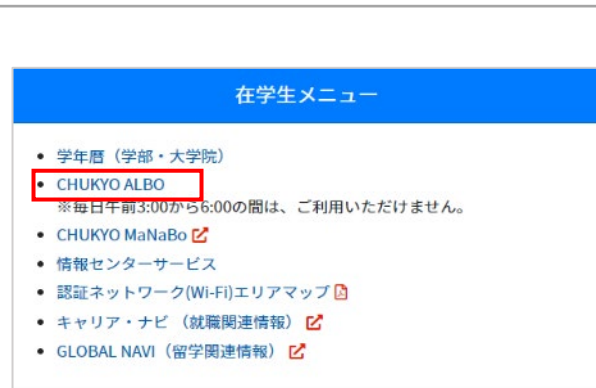 在学生メニュー
学年暦（学部・大学院）
CHUKYO ALBO
※毎日午前3:00から6:00の間は、ご利用いただけません。
CHUKYO MaNaBo
情報センターサービス
認証ネットワーク(Wi-Fi)エリアマップ
キャリア・ナビ （就職関連情報）
GLOBAL NAVI（留学関連情報）